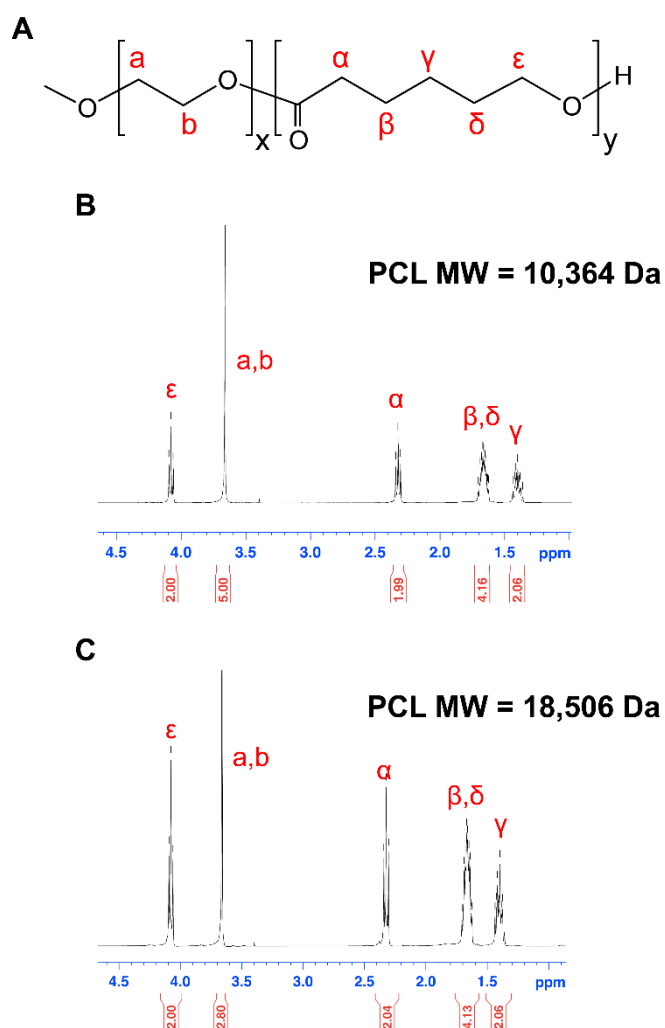 A
a
b
O
O
x
α
β
γ
δ
ε
O
O
H
y
B
PCL MW = 10,364 Da
ε
a,b
α
β,δ
γ
4.5 4.0 3.5 3.0 2.5 2.0 1.5 ppm
2.00 5.00 1.99 4.16 2.06
C
PCL MW = 18,506 Da
ε
a,b
α
β,δ
γ
4.5 4.0 3.5 3.0 2.5 2.0 1.5 ppm
2.00 2.80 2.04 4.13 2.06